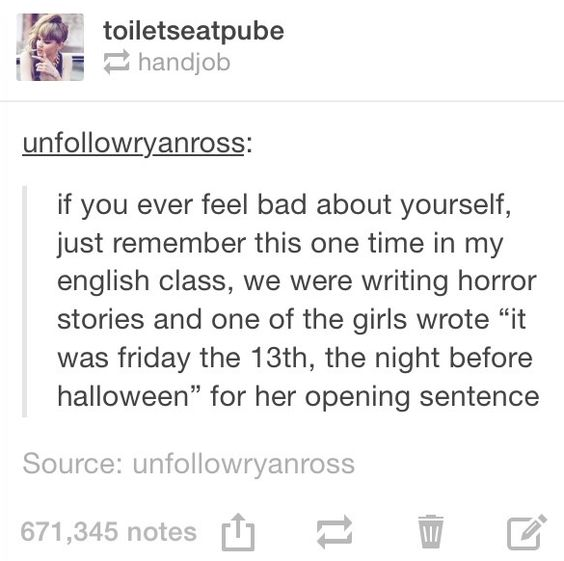 toiletseatpube
handjob
unfollowryanross:
if you ever feel bad about yourself,
just remember this one time in my
english class, we were writing horror
stories and one of the girls wrote “it
was friday the 13th, the night before
halloween” for her opening sentence
Source: unfollowryanross
671,345 notes